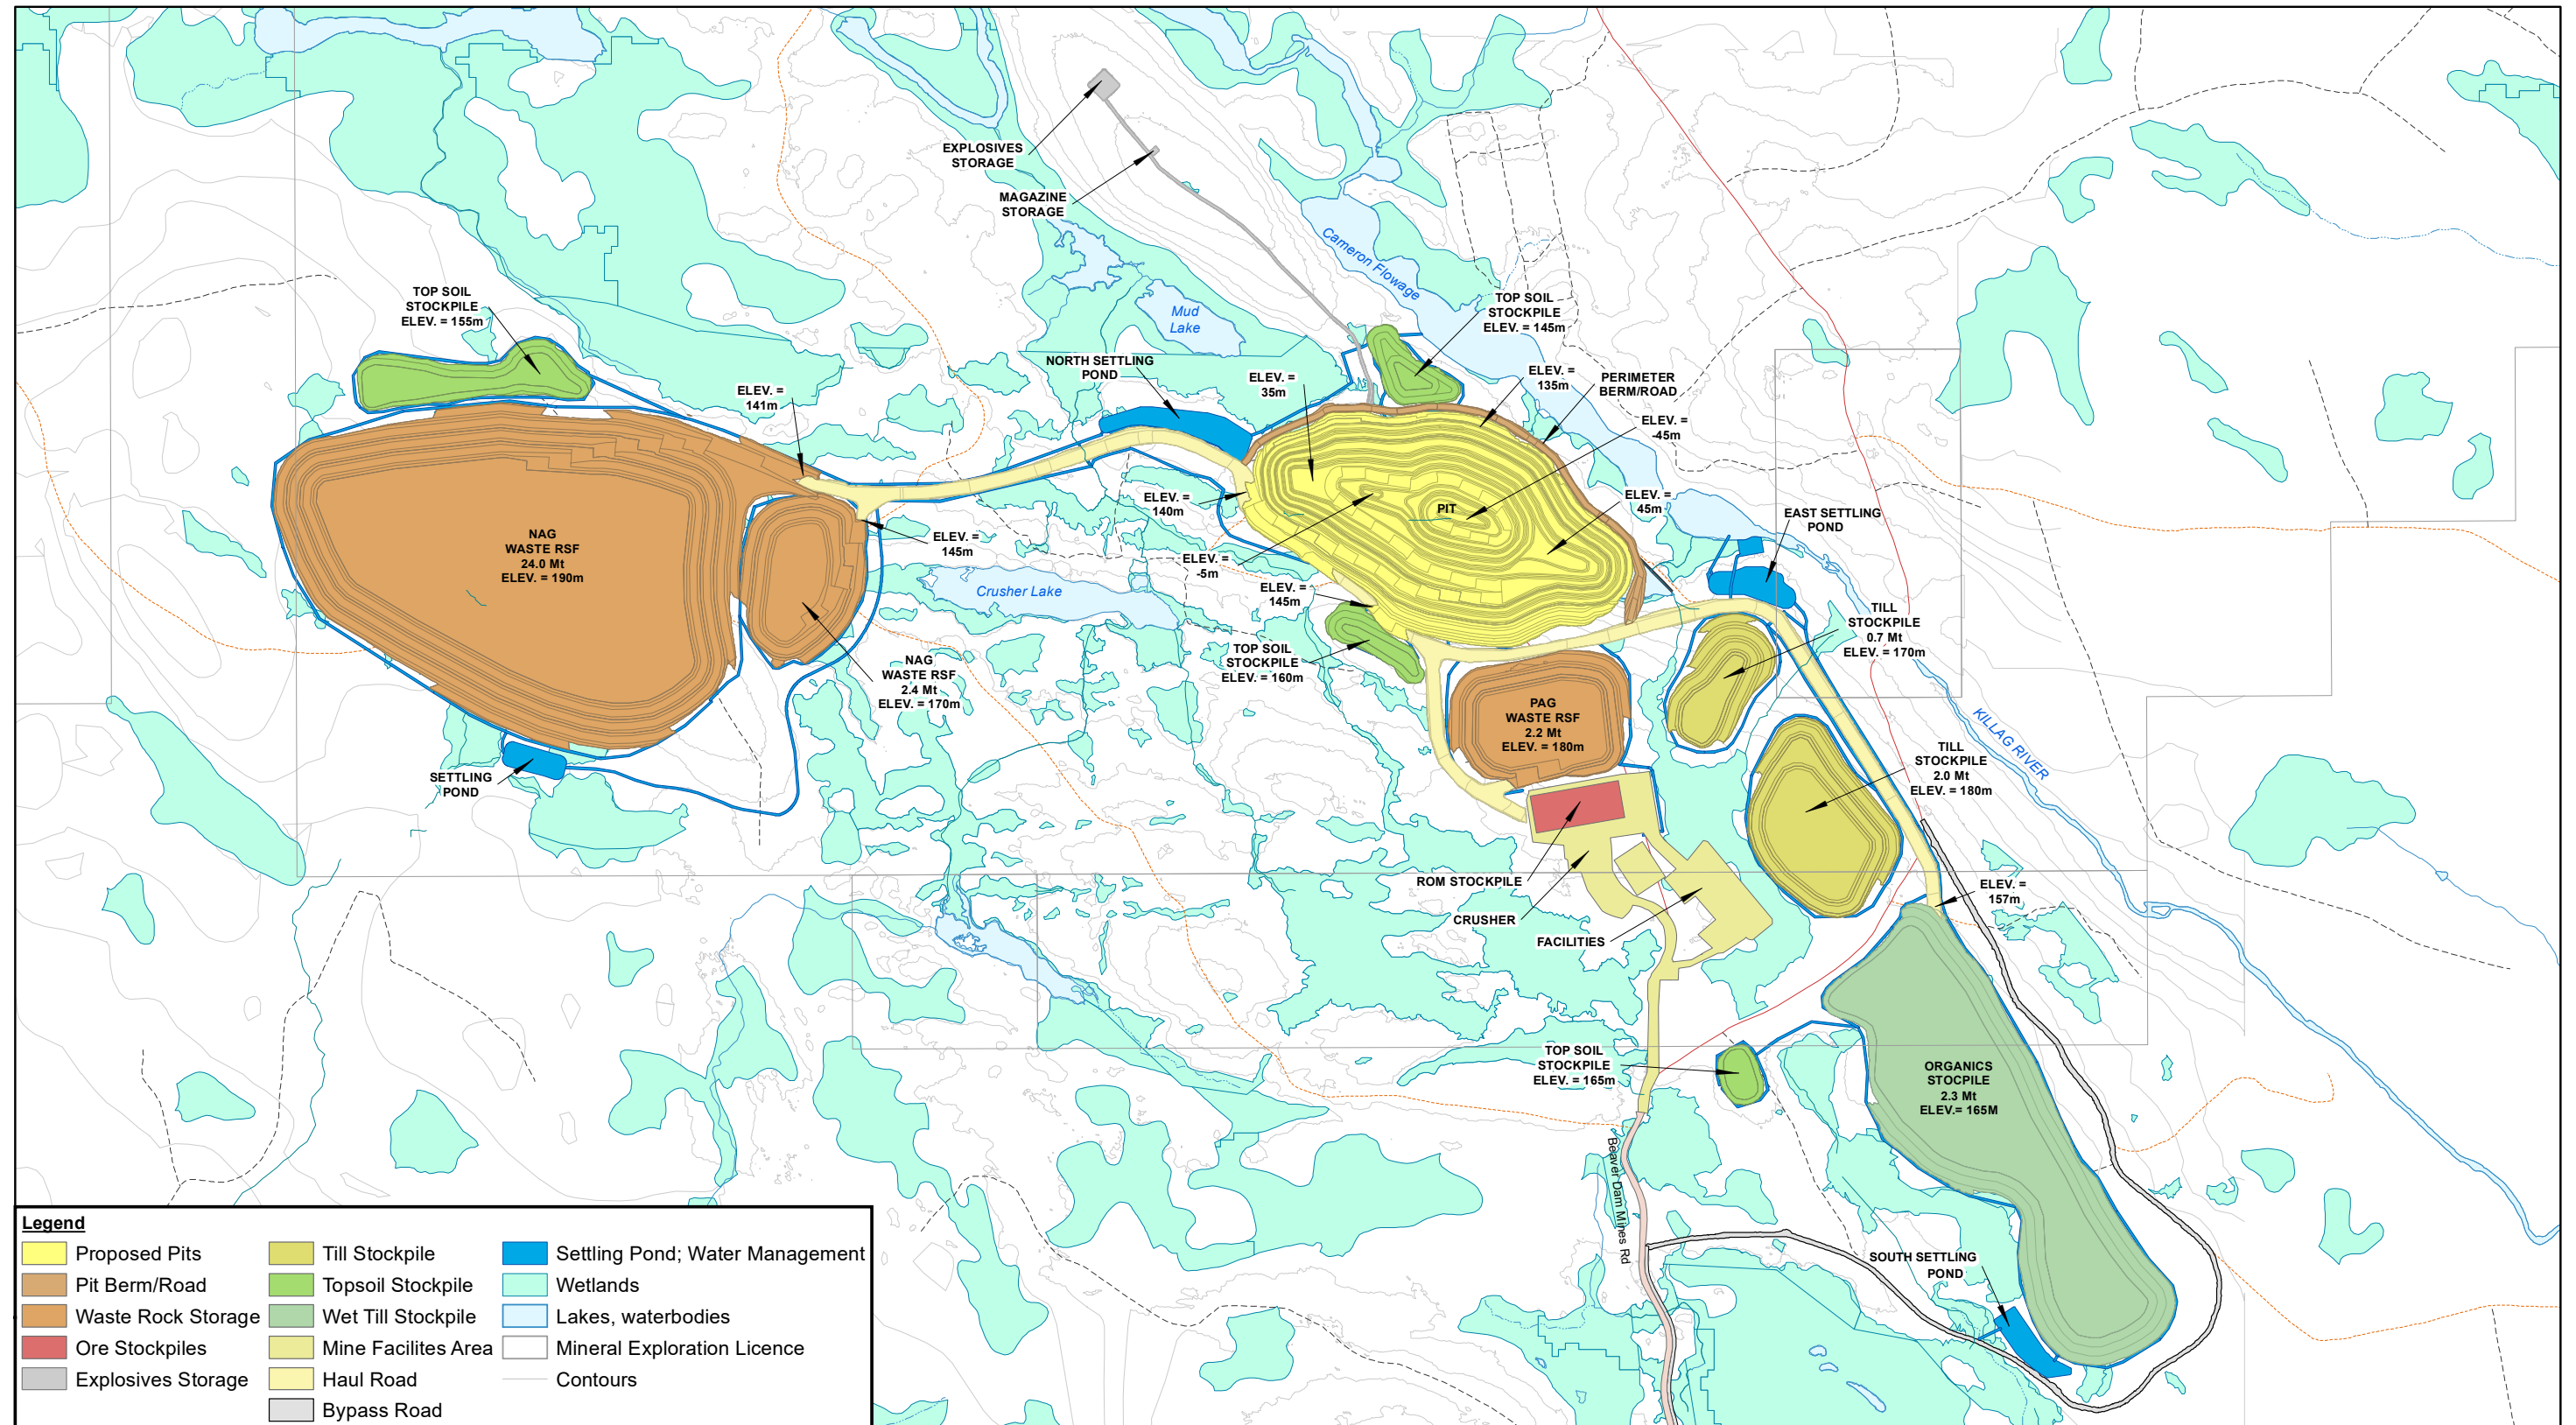 EXPLOSIVES
STORAGE
MAGAZINE
STORAGE
Cameron Flowage
TOP SOIL
STOCKPILE
ELEV. = 155m
Mud
Lake
TOP SOIL
STOCKPILE
ELEV. = 145m
NORTH SETTLING
POND
ELEV. =
35m
ELEV. =
135m
PERIMETER
BERM/ROAD
ELEV. =
141m
ELEV. =
-45m
ELEV. =
140m
PIT
ELEV. =
45m
EAST SETTLING
POND
NAG
WASTE RSF
24.0 Mt
ELEV. = 190m
ELEV. =
145m
ELEV. =
-5m
Crusher Lake
ELEV. =
145m
TILL
STOCKPILE
0.7 Mt
ELEV. = 170m
TOP SOIL
STOCKPILE
ELEV. = 160m
NAG
WASTE RSF
2.4 Mt
ELEV. = 170m
PAG
WASTE RSF
2.2 Mt
ELEV. = 180m
KILLAG RIVER
TILL
STOCKPILE
2.0 Mt
ELEV. = 180m
SETTLING
POND
ROM STOCKPILE
CRUSHER
FACILITIES
ELEV. =
157m
TOP SOIL
STOCKPILE
ELEV. = 165m
ORGANICS
STOCPILE
2.3 Mt
ELEV.= 165M
Beaver Dam Mines Rd
SOUTH SETTLING
POND
Legend
Proposed Pits
Pit Berm/Road
Waste Rock Storage
Ore Stockpiles
Explosives Storage
Till Stockpile
Topsoil Stockpile
Wet Till Stockpile
Mine Facilites Area
Haul Road
Bypass Road
Settling Pond; Water Management
Wetlands
Lakes, waterbodies
Mineral Exploration Licence
Contours